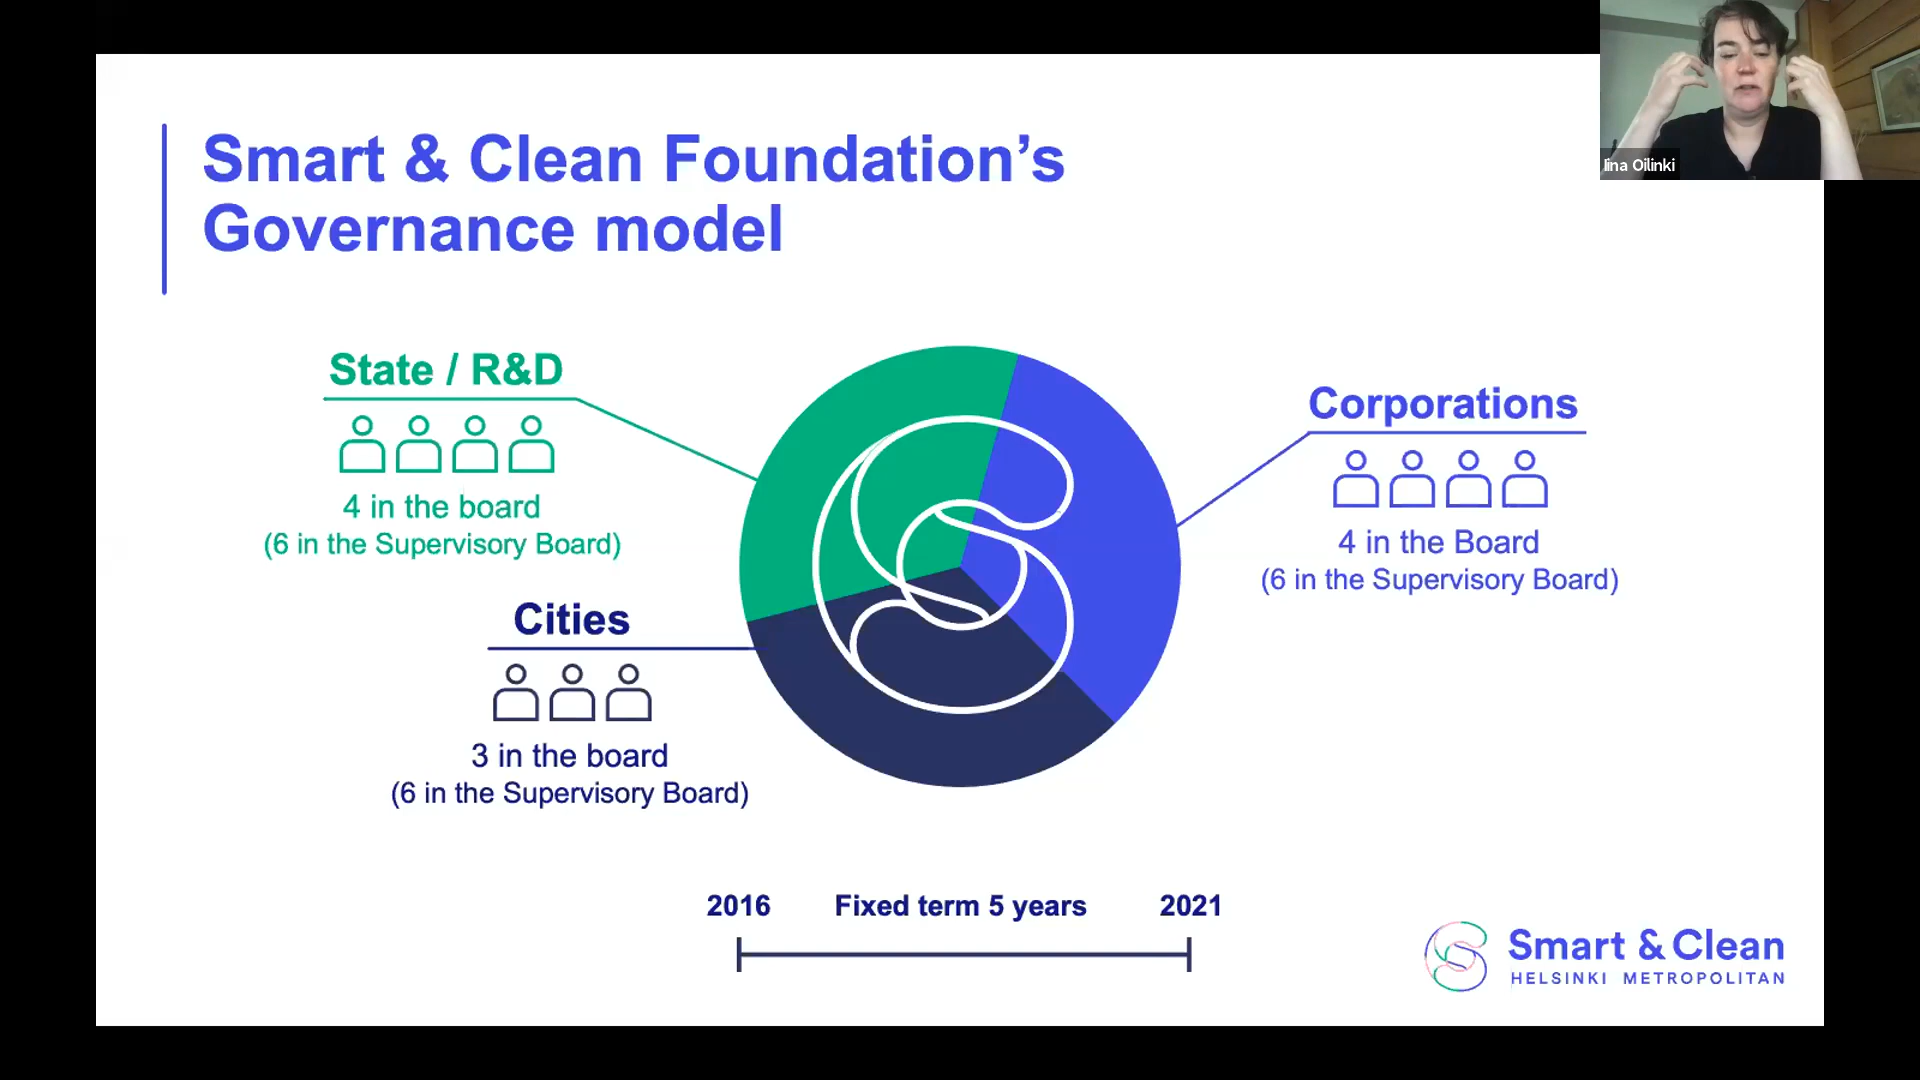 Smart & Clean Foundation’s
Governance model
State / R&D
4 in the board
(6 in the Supervisory Board)
Cities
3 in the board
(6 in the Supervisory Board)
Corporations
4 in the Board
(6 in the Supervisory Board)
2016 Fixed term 5 years 2021
Smart & Clean
HELSINKI METROPOLITAN
Iina Oilinki